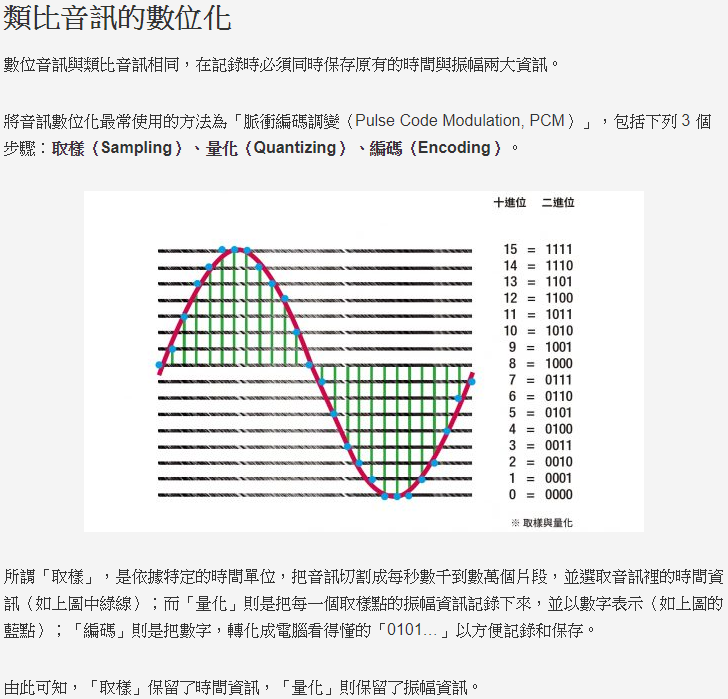 類比音訊的數位化
數位音訊與類比音訊相同，在記錄時必須同時保存原有的時間與振幅兩大資訊。
將音訊數位化最常使用的方法為「脈衝編碼調變（Pulse Code Modulation, PCM）」，包括下列 3 個
步驟：取樣（Sampling）、量化（Quantizing）、編碼（Encoding）。
十進位 二進位
15 = 1111
14 = 1110
13 = 1101
12 = 1100
11 = 1011
10 = 1010
9 = 1001
8 = 1000
7 = 0111
6 = 0110
5 = 0101
4 = 0100
3 = 0011
2 = 0010
1 = 0001
0 = 0000
※ 取樣與量化
所謂「取樣」，是依據特定的時間單位，把音訊切割成每秒數千到數萬個片段，並選取音訊裡的時間資
訊（如上圖中綠線）；而「量化」則是把每一個取樣點的振幅資訊記錄下來，並以數字表示（如上圖的
藍點）；「編碼」則是把數字，轉化成電腦看得懂的「0101…」以方便記錄和保存。
由此可知，「取樣」保留了時間資訊，「量化」則保留了振幅資訊。